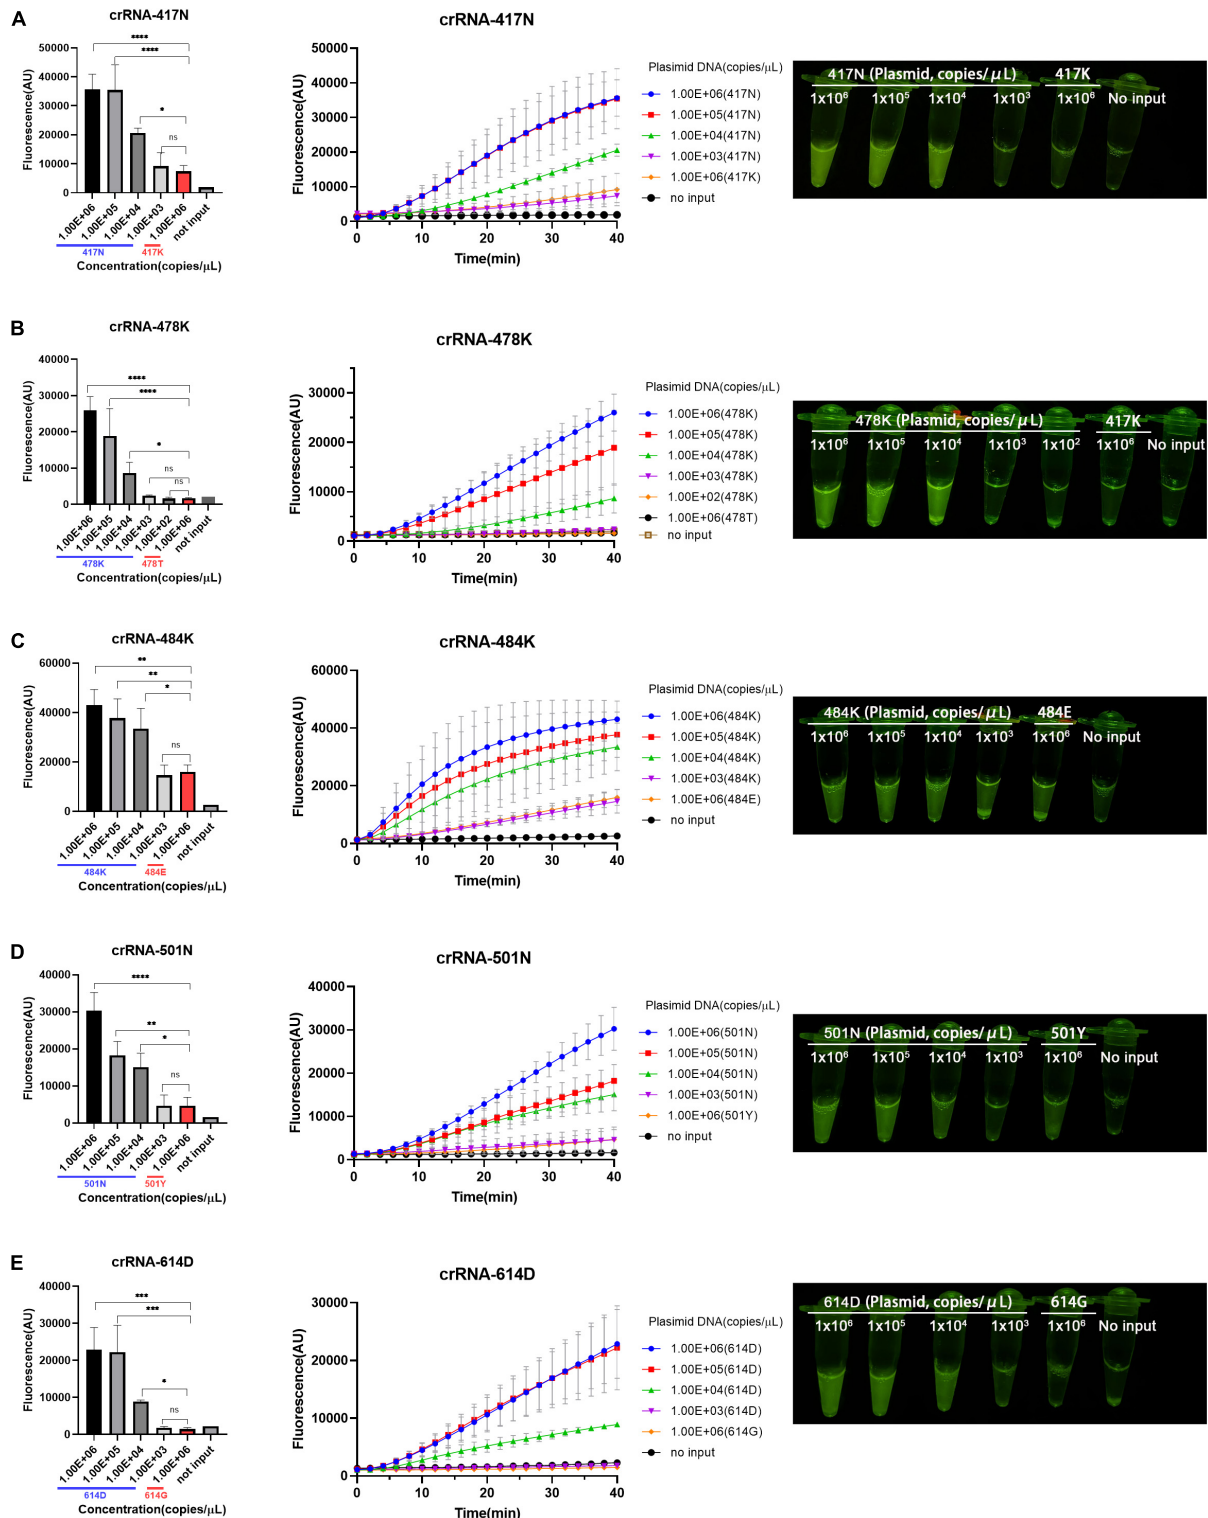 A
crRNA-417N
Fluorescence(AU)
50000
40000
30000
20000
10000
0
****
****
*
ns
1.00E+06
1.00E+05
1.00E+04
1.00E+03
1.00E+06
not input
417N
417K
Concentration(copies/μL)
crRNA-417N
Fluorescence(AU)
50000
40000
30000
20000
10000
0
0 10 20 30 40
Time(min)
Plasimid DNA(copies/μL)
1.00E+06(417N)
1.00E+05(417N)
1.00E+04(417N)
1.00E+03(417N)
1.00E+06(417K)
no input
417N (Plasmid, copies/ μ L) 417K
1x10⁶ 1x10⁵ 1x10⁴ 1x10³ 1x10⁶ No input
B
crRNA-478K
Fluorescence(AU)
40000
30000
20000
10000
0
****
****
*
ns
ns
1.00E+06
1.00E+05
1.00E+04
1.00E+03
1.00E+02
1.00E+06
not input
478K
478T
Concentration(copies/μL)
crRNA-478K
Fluorescence(AU)
30000
20000
10000
0
0 10 20 30 40
Time(min)
Plasimid DNA(copies/μL)
1.00E+06(478K)
1.00E+05(478K)
1.00E+04(478K)
1.00E+03(478K)
1.00E+02(478K)
1.00E+06(478T)
no input
478K (Plasmid, copies/ μ L) 417K
1x10⁶ 1x10⁵ 1x10⁴ 1x10³ 1x10² 1x10⁶ No input
C
crRNA-484K
Fluorescence(AU)
60000
40000
20000
0
**
**
*
ns
1.00E+06
1.00E+05
1.00E+04
1.00E+03
1.00E+06
not input
484K
484E
Concentration(copies/μL)
crRNA-484K
Fluorescence(AU)
60000
40000
20000
0
0 10 20 30 40
Time(min)
Plasimid DNA(copies/μL)
1.00E+06(484K)
1.00E+05(484K)
1.00E+04(484K)
1.00E+03(484K)
1.00E+06(484E)
no input
484K (Plasmid, copies/ μ L) 484E
1x10⁶ 1x10⁵ 1x10⁴ 1x10³ 1x10⁶ No input
D
crRNA-501N
Fluorescence(AU)
40000
30000
20000
10000
0
****
**
*
ns
1.00E+06
1.00E+05
1.00E+04
1.00E+03
1.00E+06
not input
501N
501Y
Concentration(copies/μL)
crRNA-501N
Fluorescence(AU)
40000
30000
20000
10000
0
0 10 20 30 40
Time(min)
Plasimid DNA(copies/μL)
1.00E+06(501N)
1.00E+05(501N)
1.00E+04(501N)
1.00E+03(501N)
1.00E+06(501Y)
no input
501N (Plasmid, copies/ μ L) 501Y
1x10⁶ 1x10⁵ 1x10⁴ 1x10³ 1x10⁶ No input
E
crRNA-614D
Fluorescence(AU)
40000
30000
20000
10000
0
***
***
*
ns
1.00E+06
1.00E+05
1.00E+04
1.00E+03
1.00E+06
not input
614D
614G
Concentration(copies/μL)
crRNA-614D
Fluorescence(AU)
30000
20000
10000
0
0 10 20 30 40
Time(min)
Plasimid DNA(copies/μL)
1.00E+06(614D)
1.00E+05(614D)
1.00E+04(614D)
1.00E+03(614D)
1.00E+06(614G)
no input
614D (Plasmid, copies/ μ L) 614G
1x10⁶ 1x10⁵ 1x10⁴ 1x10³ 1x10⁶ No input